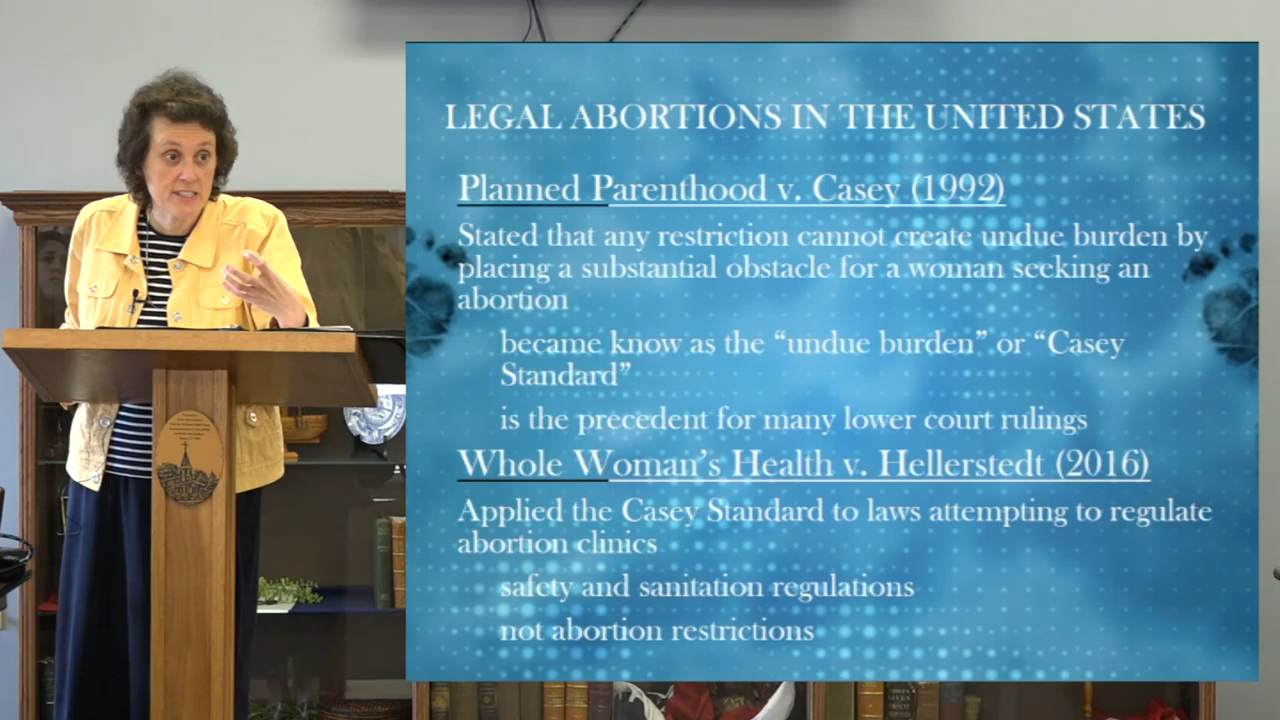 LEGAL ABORTIONS IN THE UNITED STATES
Planned Parenthood v. Casey (1992)
Stated that any restriction cannot create undue burden by
placing a substantial obstacle for a woman seeking an
abortion
became know as the “undue burden” or “Casey
Standard”
is the precedent for many lower court rulings
Whole Woman’s Health v. Hellerstedt (2016)
Applied the Casey Standard to laws attempting to regulate
abortion clinics
safety and sanitation regulations
not abortion restrictions